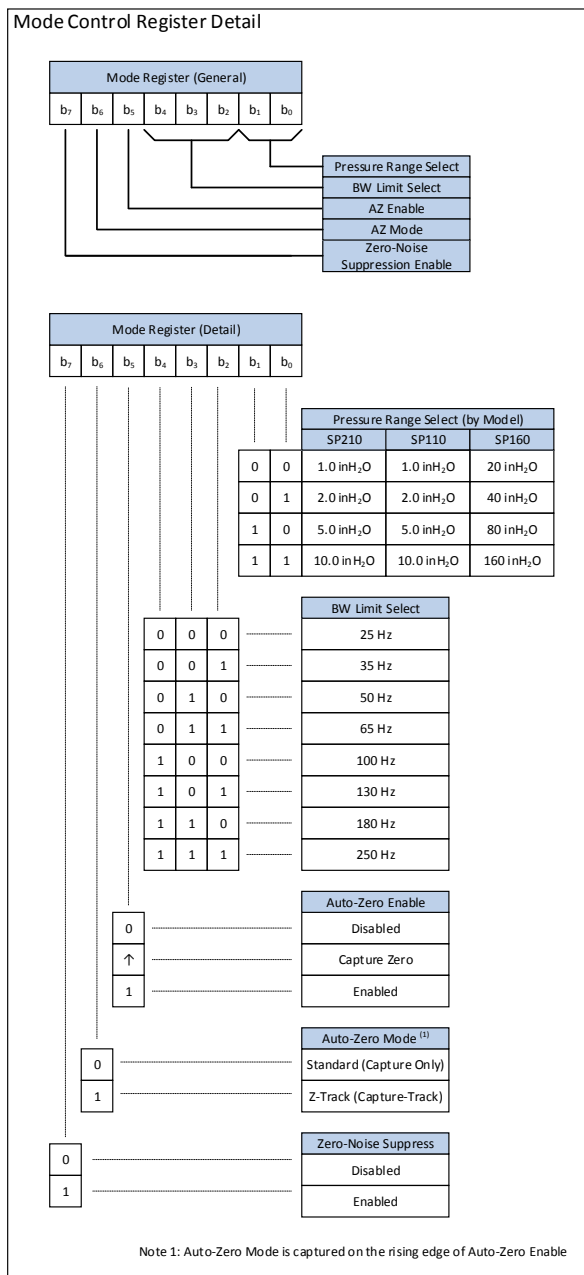 Mode Control Register Detail
Mode Register (General)
b₇ b₆ b₅ b₄ b₃ b₂ b₁ b₀
Pressure Range Select
BW Limit Select
AZ Enable
AZ Mode
Zero-Noise
Suppression Enable
Mode Register (Detail)
b₇ b₆ b₅ b₄ b₃ b₂ b₁ b₀
Pressure Range Select (by Model)
SP210 SP110 SP160
0 0 1.0 inH₂O 1.0 inH₂O 20 inH₂O
0 1 2.0 inH₂O 2.0 inH₂O 40 inH₂O
1 0 5.0 inH₂O 5.0 inH₂O 80 inH₂O
1 1 10.0 inH₂O 10.0 inH₂O 160 inH₂O
BW Limit Select
0 0 0 25 Hz
0 0 1 35 Hz
0 1 0 50 Hz
0 1 1 65 Hz
1 0 0 100 Hz
1 0 1 130 Hz
1 1 0 180 Hz
1 1 1 250 Hz
Auto-Zero Enable
0 Disabled
↑ Capture Zero
1 Enabled
Auto-Zero Mode (1)
0 Standard (Capture Only)
1 Z-Track (Capture-Track)
Zero-Noise Suppress
0 Disabled
1 Enabled
Note 1: Auto-Zero Mode is captured on the rising edge of Auto-Zero Enable